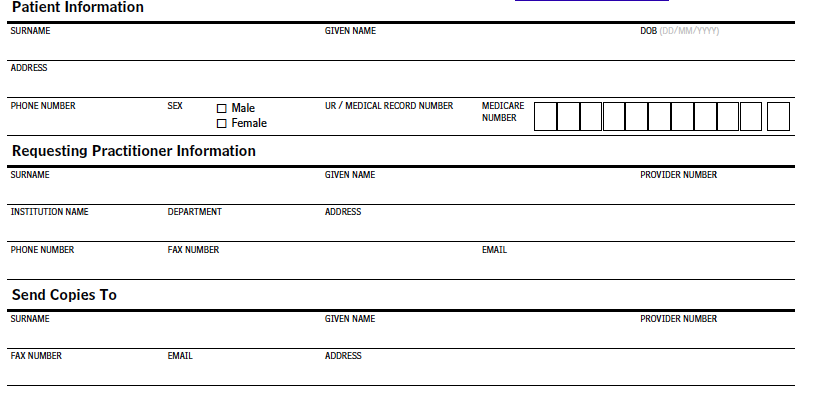 Patient Information
SURNAME GIVEN NAME DOB (DD/MM/YYYY)
ADDRESS
PHONE NUMBER SEX Male UR / MEDICAL RECORD NUMBER MEDICARE NUMBER
Female
Requesting Practitioner Information
SURNAME GIVEN NAME PROVIDER NUMBER
INSTITUTION NAME DEPARTMENT ADDRESS
PHONE NUMBER FAX NUMBER EMAIL
Send Copies To
SURNAME GIVEN NAME PROVIDER NUMBER
FAX NUMBER EMAIL ADDRESS